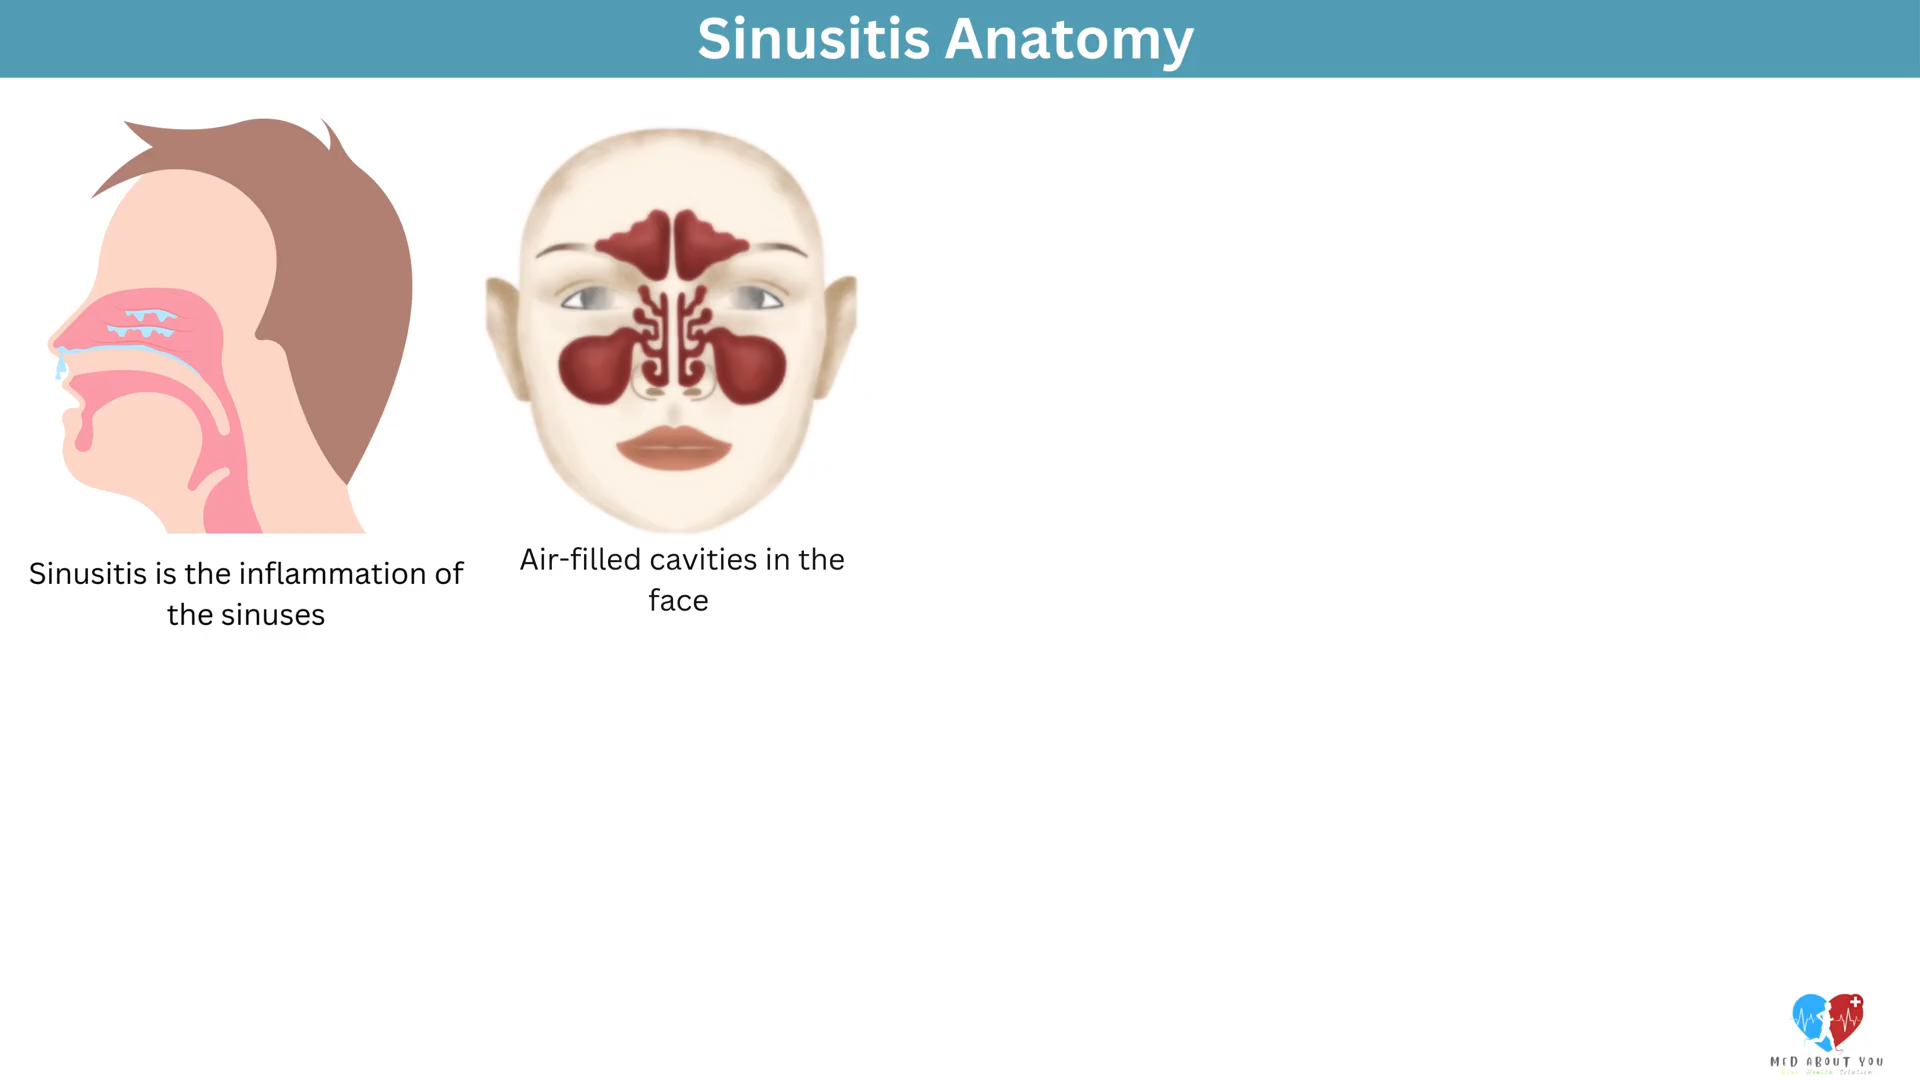 Sinusitis Anatomy
Sinusitis is the inflammation of
the sinuses
Air-filled cavities in the
face
MED ABOUT YOU